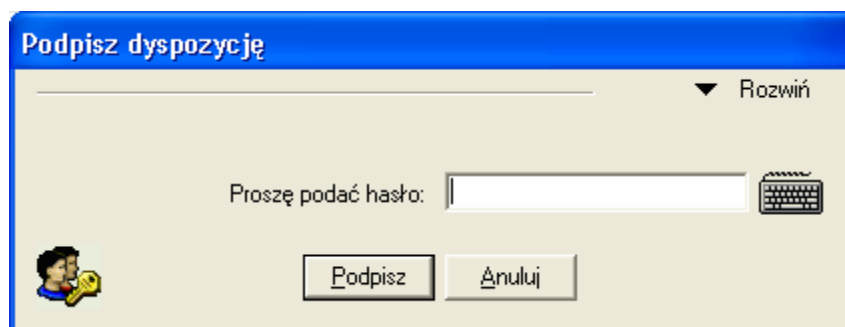 Podpisz dyspozycję
Rozwiń
Proszę podać hasło:
Podpisz Anuluj